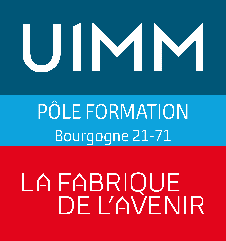 UIMM
PÔLE FORMATION
Bourgogne 21-71
LA FABRIQUE
DE L'AVENIR